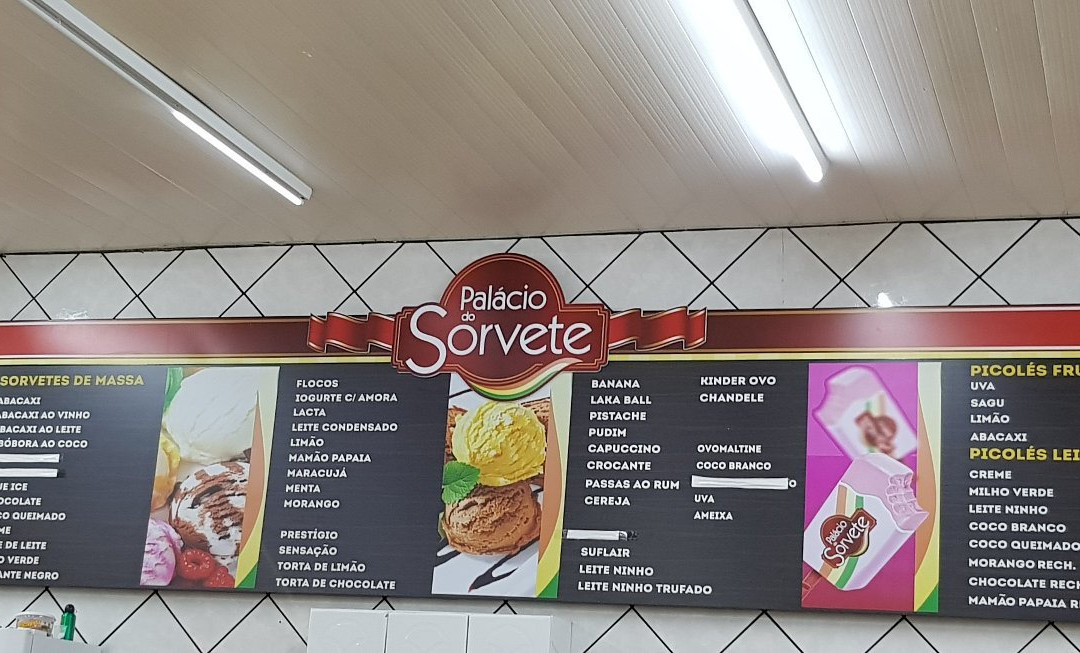 Palácio
do
Sorvete
SORVETES DE MASSA
ABACAXI
ABACAXI AO VINHO
ABACAXI AO LEITE
ABÓBORA AO COCO
UE ICE
OCOLATE
CO QUEIMADO
ME
E DE LEITE
O VERDE
ANTE NEGRO
FLOCOS
IOGURTE C/ AMORA
LACTA
LEITE CONDENSADO
LIMÃO
MAMÃO PAPAIA
MARACUJÁ
MENTA
MORANGO
PRESTÍGIO
SENSAÇÃO
TORTA DE LIMÃO
TORTA DE CHOCOLATE
BANANA
LAKA BALL
PISTACHE
PUDIM
CAPUCCINO
CROCANTE
PASSAS AO RUM
CEREJA
SUFLAIR
LEITE NINHO
LEITE NINHO TRUFADO
KINDER OVO
CHANDELE
OVOMALTINE
COCO BRANCO
O
UVA
AMEIXA
Palácio
do
Sorvete
PICOLÉS FRU
UVA
SAGU
LIMÃO
ABACAXI
PICOLÉS LEI
CREME
MILHO VERDE
LEITE NINHO
COCO BRANCO
COCO QUEIMADO
MORANGO RECH.
CHOCOLATE RECH
MAMÃO PAPAIA R